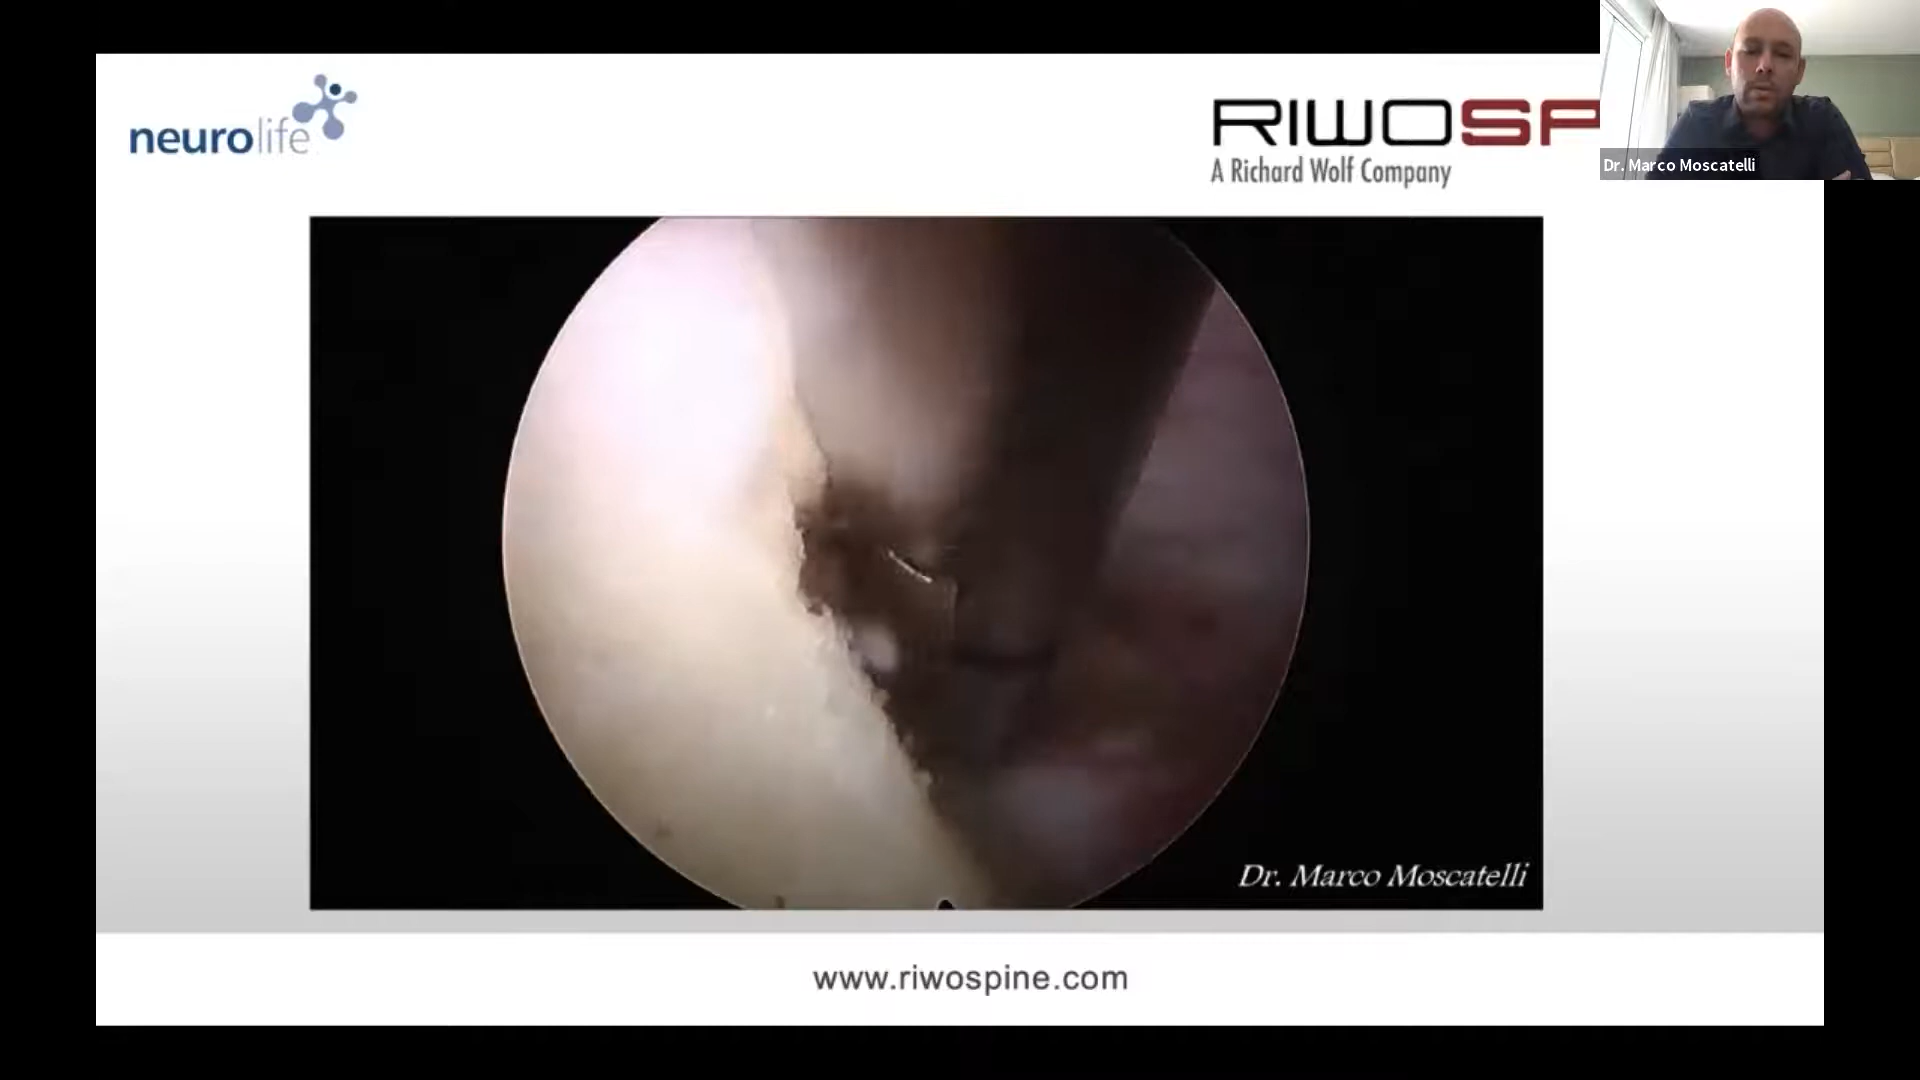 neurolife
RIWOSP
A Richard Wolf Company
Dr. Marco Moscatelli
Dr. Marco Moscatelli
www.riwospine.com